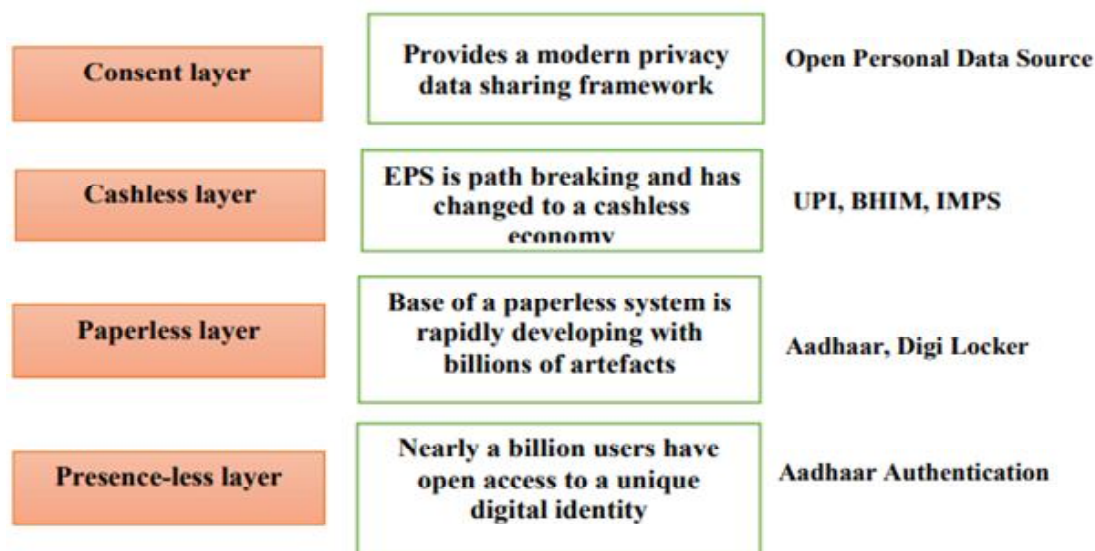 Consent layer
Provides a modern privacy
data sharing framework
Open Personal Data Source
Cashless layer
EPS is path breaking and has
changed to a cashless
economy
UPI, BHIM, IMPS
Paperless layer
Base of a paperless system is
rapidly developing with
billions of artefacts
Aadhaar, Digi Locker
Presence-less layer
Nearly a billion users have
open access to a unique
digital identity
Aadhaar Authentication